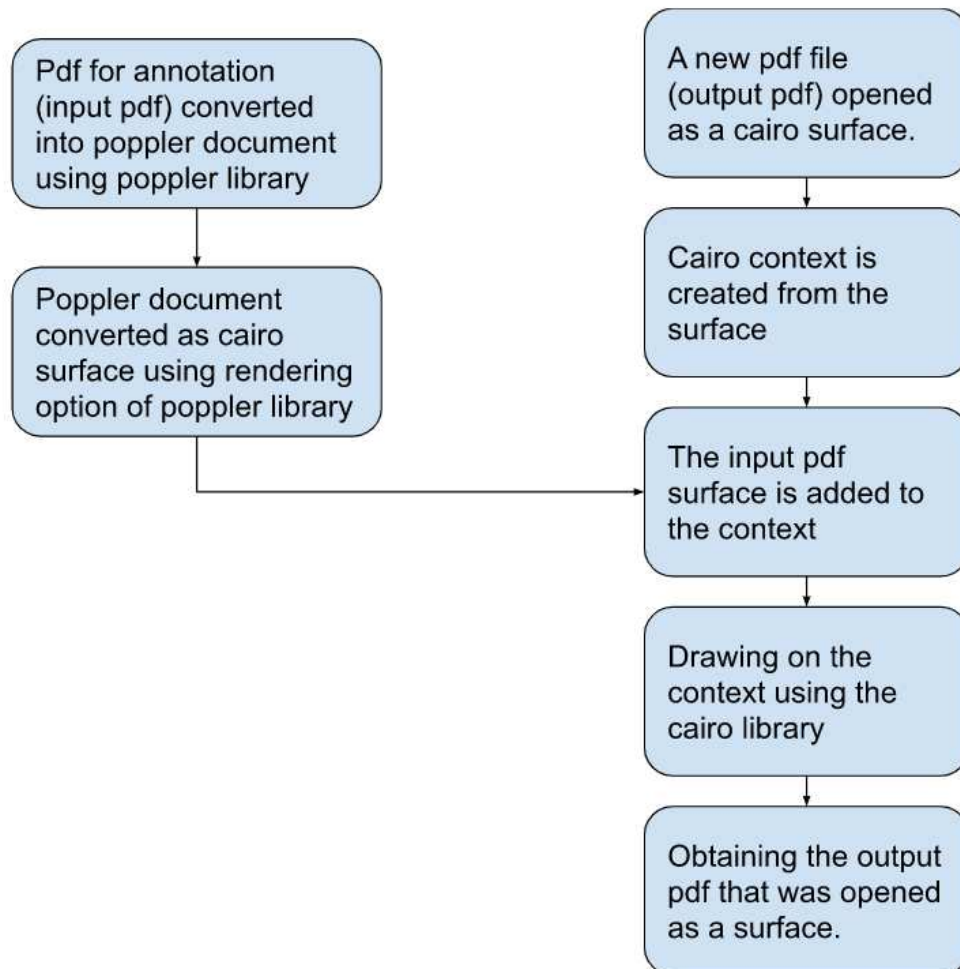 Pdf for annotation
(input pdf) converted
into poppler document
using poppler library
Poppler document
converted as cairo
surface using rendering
option of poppler library
A new pdf file
(output pdf) opened
as a cairo surface.
Cairo context is
created from the
surface
The input pdf
surface is added to
the context
Drawing on the
context using the
cairo library
Obtaining the output
pdf that was opened
as a surface.